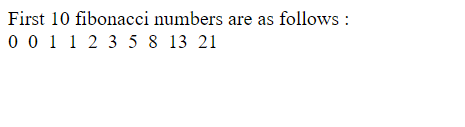 First 10 fibonacci numbers are as follows :
0 0 1 1 2 3 5 8 13 21